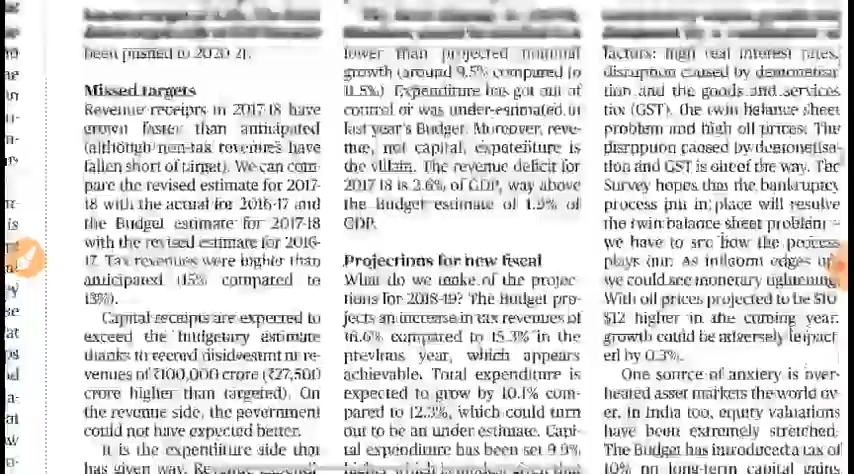 been pushed to 2020-21.
Missed targets
Revenue receipts in 2017-18 have
grown faster than anticipated
(although non-tax revenues have
fallen short of target). We can com-
pare the revised estimate for 2017-
18 with the actual for 2016-17 and
the Budget estimate for 2017-18
with the revised estimate for 2016-
17. Tax revenues were higher than
anticipated (15% compared to
13%).
Capital receipts are expected to
exceed the budgetary estimate
thanks to record disinvestment re-
venues of ₹100,000 crore (₹27,500
crore higher than targeted). On
the revenue side, the government
could not have expected better.
It is the expenditure side that
has given way.
lower than projected nominal
growth (around 9.5% compared to
11.5%). Expenditure has got out of
control or was under-estimated in
last year's Budget. Moreover, reve-
nue, not capital, expenditure is
the villain. The revenue deficit for
2017-18 is 2.6% of GDP, way above
the Budget estimate of 1.9% of
GDP.
Projections for new fiscal
What do we make of the projec-
tions for 2018-19? The Budget pro-
jects an increase in tax revenues of
16.6% compared to 15.3% in the
previous year, which appears
achievable. Total expenditure is
expected to grow by 10.1% com-
pared to 12.3%, which could turn
out to be an under estimate. Capi-
tal expenditure has been set 9.9%
factors: high real interest rates,
disruption caused by demonetisa-
tion and the goods and services
tax (GST), the twin balance sheet
problem and high oil prices. The
disruption caused by demonetisa-
tion and GST is out of the way. The
Survey hopes that the bankruptcy
process put in place will resolve
the twin balance sheet problem –
we have to see how the process
plays out. As inflation edges up,
we could see monetary tightening.
With oil prices projected to be $10-
$12 higher in the coming year,
growth could be adversely impact-
ed by 0.3%.
One source of anxiety is over-
heated asset markets the world ov-
er. In India too, equity valuations
have been extremely stretched.
The Budget has introduced a tax of
10% on long-term capital gains